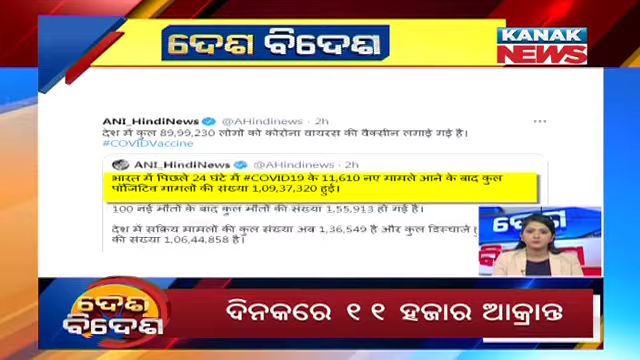 ଦେଶ ବିଦେଶ
KANAK
NEWS
ANI_HindiNews @AHindinews · 2h
देश में कुल 89,99,230 लोगों को कोरोना वायरस की वैक्सीन लगाई गई है।
#COVIDVaccine
ANI_HindiNews @AHindinews · 2h
भारत में पिछले 24 घंटे में #COVID19 के 11,610 नए मामले आने के बाद कुल
पॉजिटिव मामलों की संख्या 1,09,37,320 हुई।
100 नई मौतों के बाद कुल मौतों की संख्या 1,55,913 हो गई है।
देश में सक्रिय मामलों की कुल संख्या अब 1,36,549 है और कुल डिस्चार्ज
की संख्या 1,06,44,858 है।
ଦେଶ
ବିଦେଶ
ଦିନକରେ ୧୧ ହଜାର ଆକ୍ରାନ୍ତ